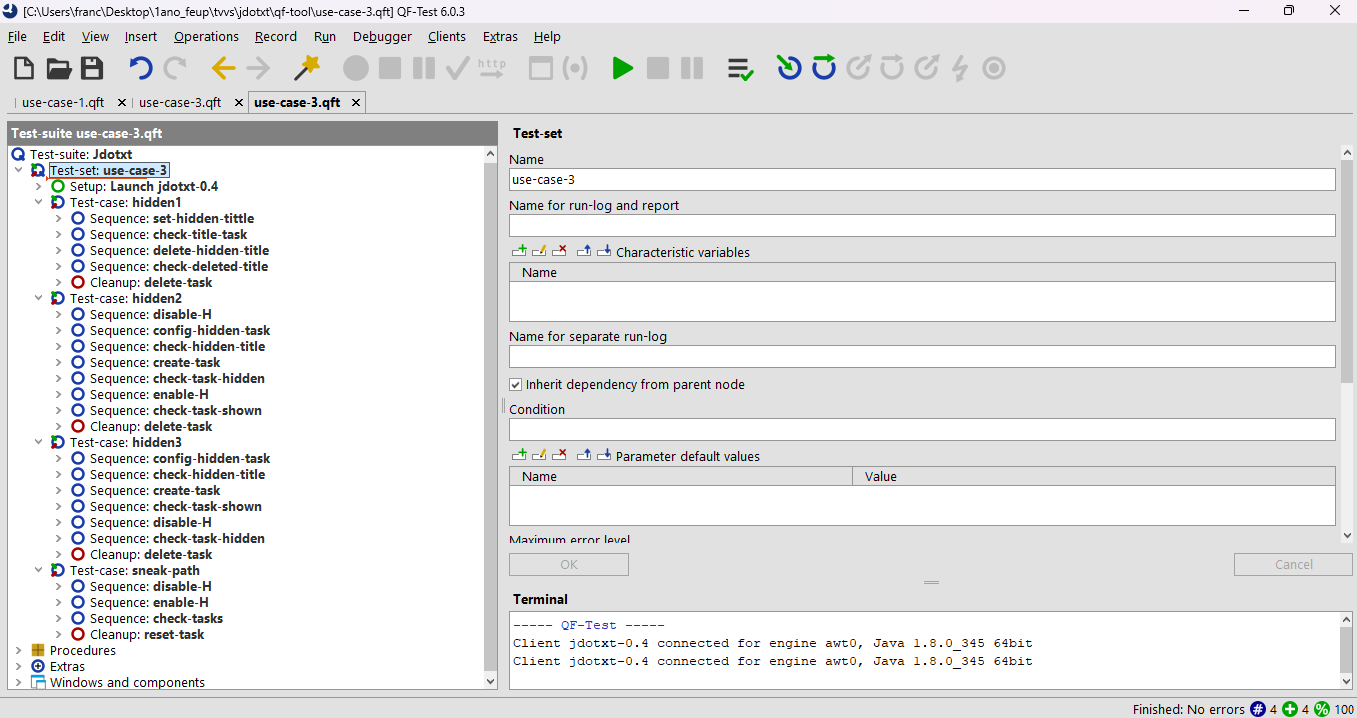 [C:\Users\franc\Desktop\1ano_feup\tvvs\jdotxt\qf-tool\use-case-3.qft] QF-Test 6.0.3
File Edit View Insert Operations Record Run Debugger Clients Extras Help
http
use-case-1.qft use-case-3.qft use-case-3.qft
Test-suite use-case-3.qft
Test-suite: Jdotxt
Test-set: use-case-3
Setup: Launch jdotxt-0.4
Test-case: hidden1
Sequence: set-hidden-tittle
Sequence: check-title-task
Sequence: delete-hidden-title
Sequence: check-deleted-title
Cleanup: delete-task
Test-case: hidden2
Sequence: disable-H
Sequence: config-hidden-task
Sequence: check-hidden-title
Sequence: create-task
Sequence: check-task-hidden
Sequence: enable-H
Sequence: check-task-shown
Cleanup: delete-task
Test-case: hidden3
Sequence: config-hidden-task
Sequence: check-hidden-title
Sequence: create-task
Sequence: check-task-shown
Sequence: disable-H
Sequence: check-task-hidden
Cleanup: delete-task
Test-case: sneak-path
Sequence: disable-H
Sequence: enable-H
Sequence: check-tasks
Cleanup: reset-task
Procedures
Extras
Windows and components
Test-set
Name
use-case-3
Name for run-log and report
Characteristic variables
Name
Name for separate run-log
Inherit dependency from parent node
Condition
Parameter default values
Name Value
Maximum error level
OK Cancel
Terminal
----- QF-Test -----
Client jdotxt-0.4 connected for engine awt0, Java 1.8.0_345 64bit
Client jdotxt-0.4 connected for engine awt0, Java 1.8.0_345 64bit
Finished: No errors # 4 + 4 % 100